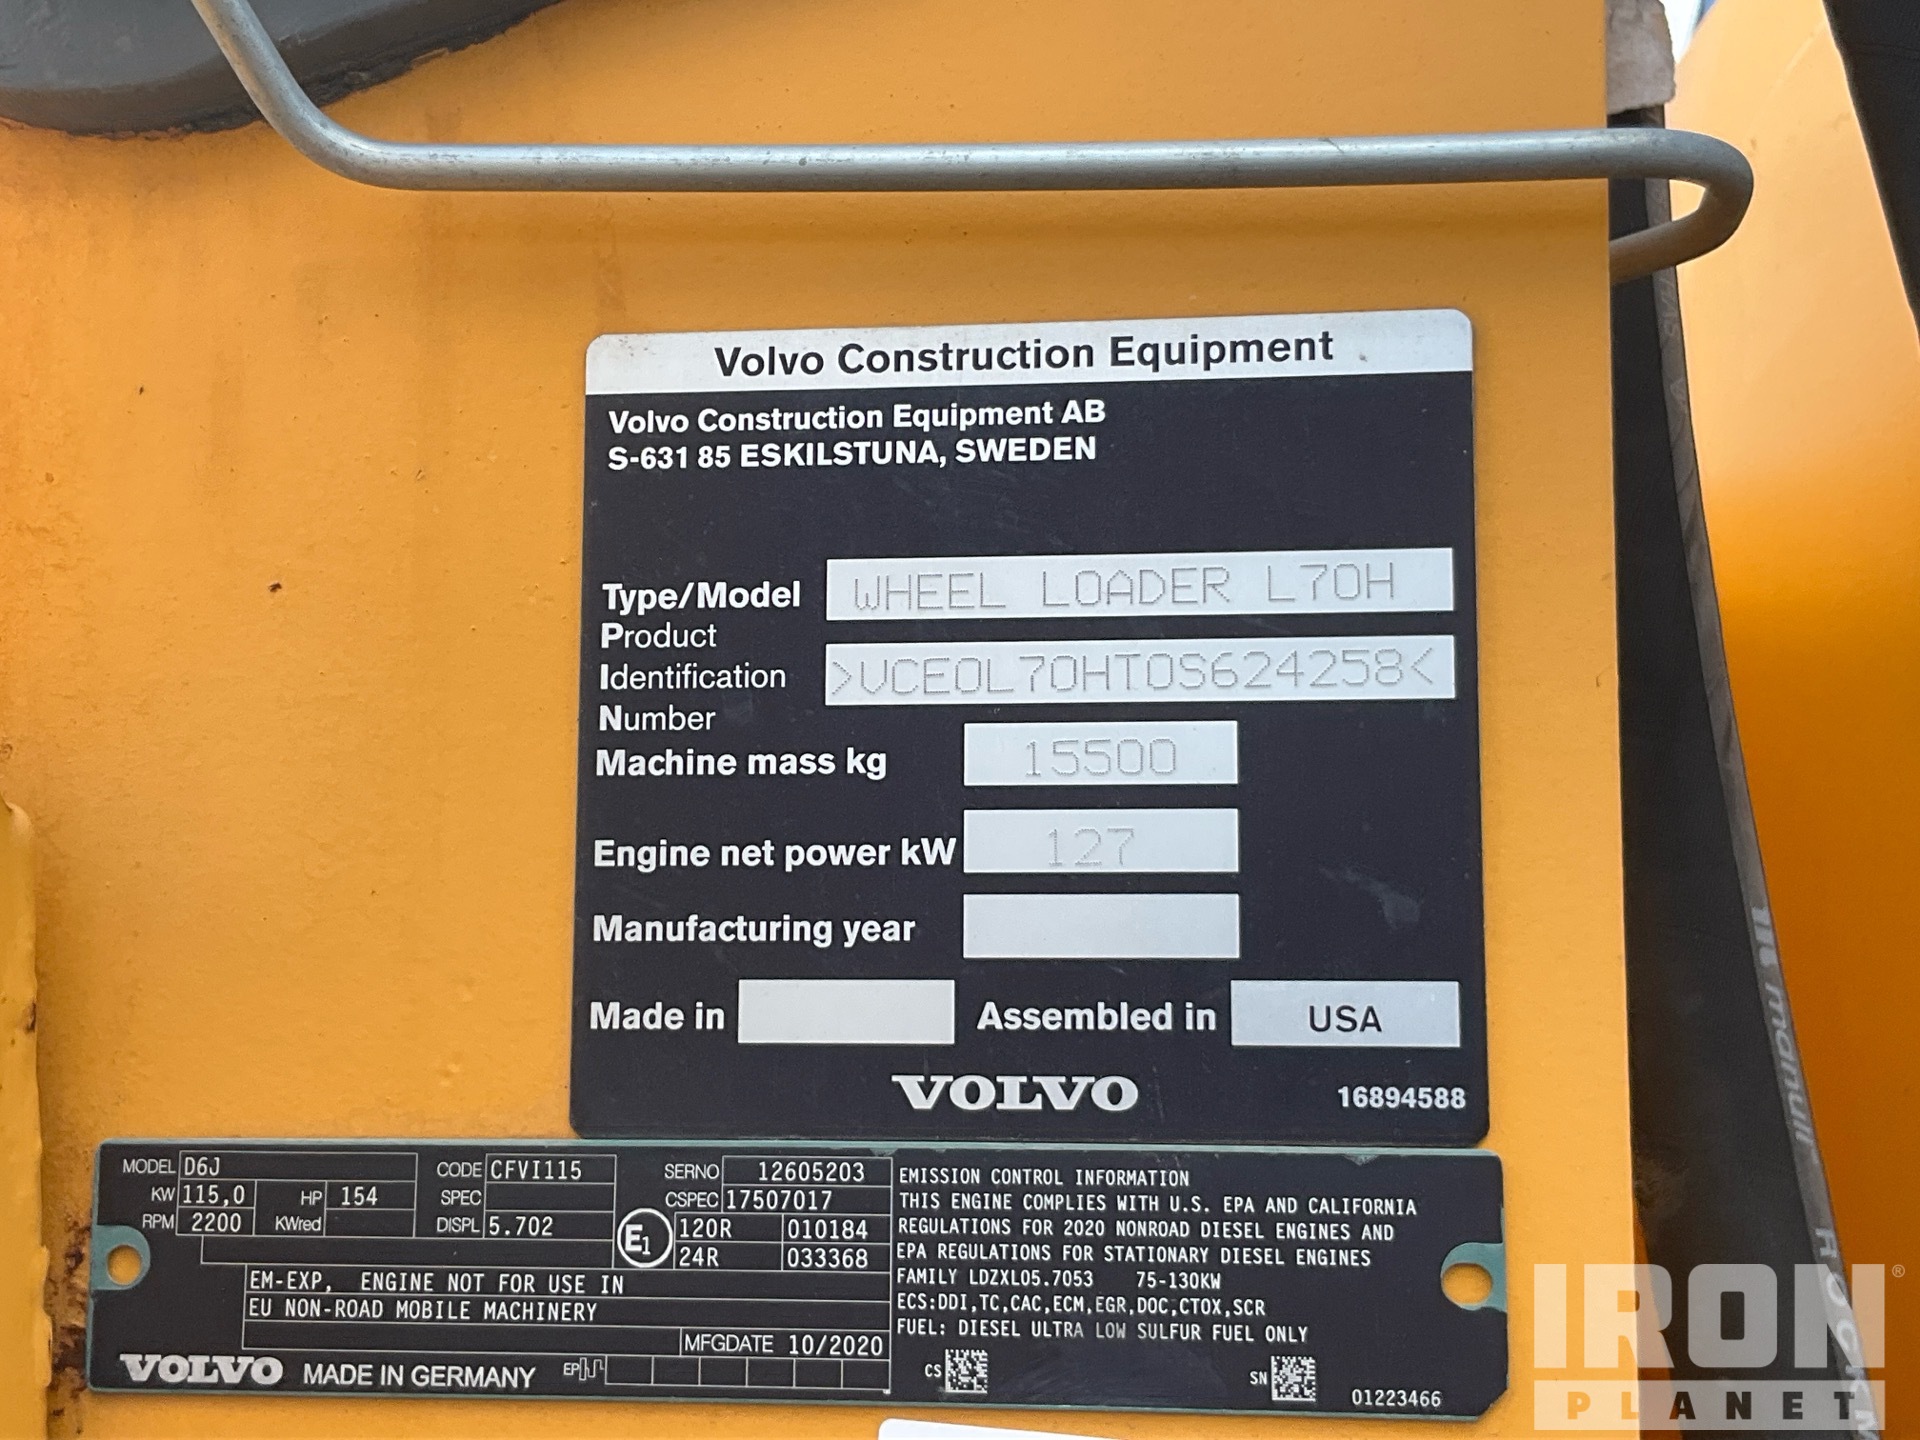 Volvo Construction Equipment
Volvo Construction Equipment AB
S-631 85 ESKILSTUNA, SWEDEN
Type/Model WHEEL LOADER L70H
Product
Identification >VCE0L70HT0S624258<
Number
Machine mass kg 15500
Engine net power kW 127
Manufacturing year
Made in Assembled in USA
VOLVO 16894588
MODEL D6J CODE CFVI115 SERNO 12605203
KW 115,0 HP 154 SPEC CSPEC 17507017
RPM 2200 KWred DISPL 5.702 E1 120R 010184
24R 033368
EM-EXP, ENGINE NOT FOR USE IN
EU NON-ROAD MOBILE MACHINERY
MFGDATE 10/2020
VOLVO MADE IN GERMANY EP
EMISSION CONTROL INFORMATION
THIS ENGINE COMPLIES WITH U.S. EPA AND CALIFORNIA
REGULATIONS FOR 2020 NONROAD DIESEL ENGINES AND
EPA REGULATIONS FOR STATIONARY DIESEL ENGINES
FAMILY LDZXL05.7053 75-130KW
ECS:DDI,TC,CAC,ECM,EGR,DOC,CTOX,SCR
FUEL: DIESEL ULTRA LOW SULFUR FUEL ONLY
CS SN 01223466
IRON ®
PLANET